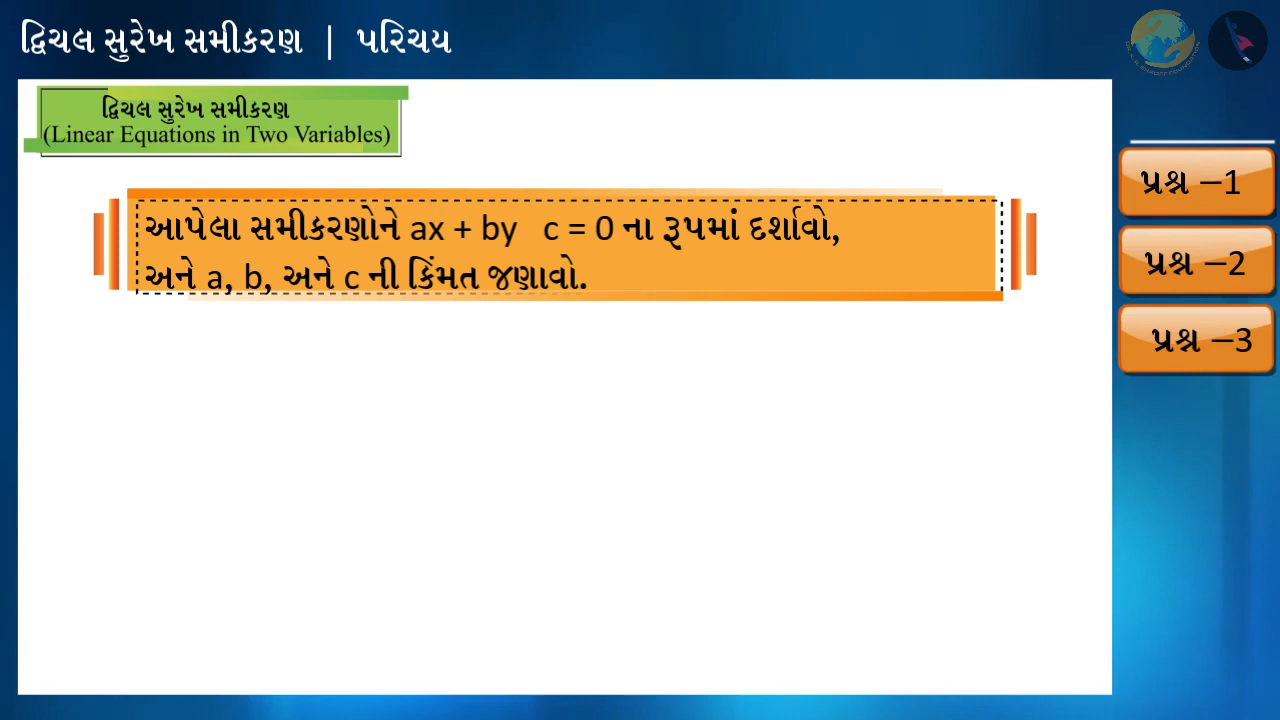 દ્વિચલ સુરેખ સમીકરણ | પરિચય
દ્વિચલ સુરેખ સમીકરણ
(Linear Equations in Two Variables)
આપેલા સમીકરણોને ax + by c = 0 ના રૂપમાં દર્શાવો,
અને a, b, અને c ની કિંમત જણાવો.
પ્રશ્ન –1
પ્રશ્ન –2
પ્રશ્ન –3